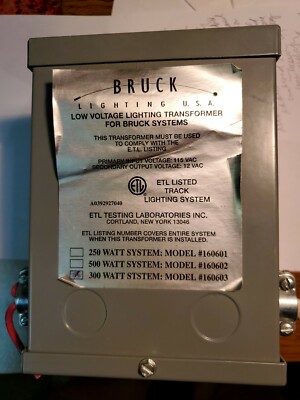 BRUCK
LIGHTING U.S.A.
LOW VOLTAGE LIGHTING TRANSFORMER
FOR BRUCK SYSTEMS
THIS TRANSFORMER MUST BE USED
TO COMPLY WITH THE
E.T.L. LISTING
PRIMARY INPUT VOLTAGE: 115 VAC
SECONDARY OUTPUT VOLTAGE: 12 VAC
ETL
ETL LISTED
TRACK
LIGHTING SYSTEM
A0392927040
ETL TESTING LABORATORIES INC.
CORTLAND, NEW YORK 13045
ETL LISTING NUMBER COVERS ENTIRE SYSTEM
WHEN THIS TRANSFORMER IS INSTALLED.
250 WATT SYSTEM: MODEL #160601
500 WATT SYSTEM: MODEL #160602
300 WATT STSTEM: MODEL #160603